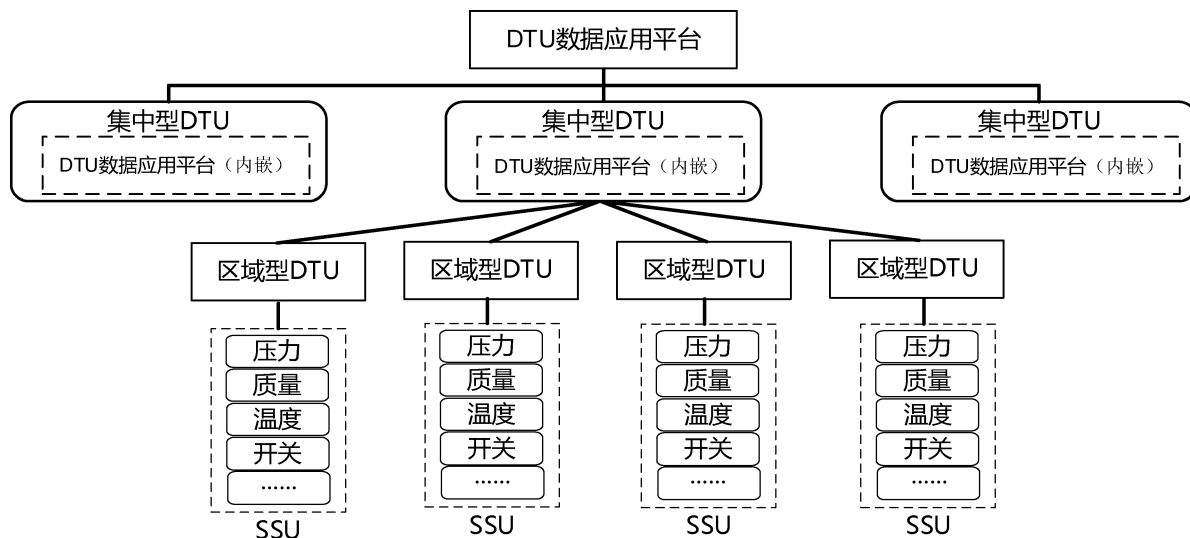 DTU数据应用平台
集中型DTU
DTU数据应用平台（内嵌）
集中型DTU
DTU数据应用平台（内嵌）
集中型DTU
DTU数据应用平台（内嵌）
区域型DTU
区域型DTU
区域型DTU
区域型DTU
压力
质量
温度
开关
······
SSU
压力
质量
温度
开关
······
SSU
压力
质量
温度
开关
······
SSU
压力
质量
温度
开关
······
SSU